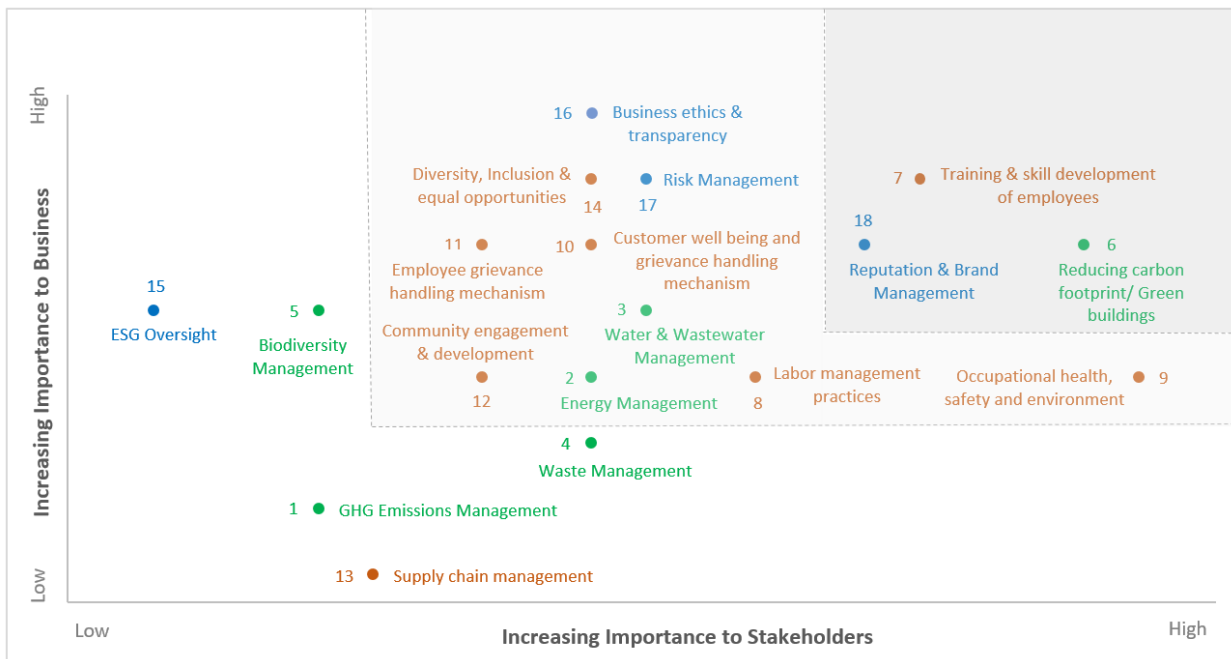 High
16
Business ethics &
transparency
Diversity, Inclusion &
equal opportunities
14
Risk Management
17
7
Training & skill development
of employees
11
Employee grievance
handling mechanism
10
Customer well being and
grievance handling
mechanism
18
Reputation & Brand
Management
6
Reducing carbon
footprint/ Green
buildings
15
ESG Oversight
5
Biodiversity
Management
Community engagement
& development
12
3
Water & Wastewater
Management
2
Energy Management
Labor management
practices
8
Occupational health,
safety and environment
9
4
Waste Management
1
GHG Emissions Management
13
Supply chain management
Increasing Importance to Business
Low
Low
Increasing Importance to Stakeholders
High